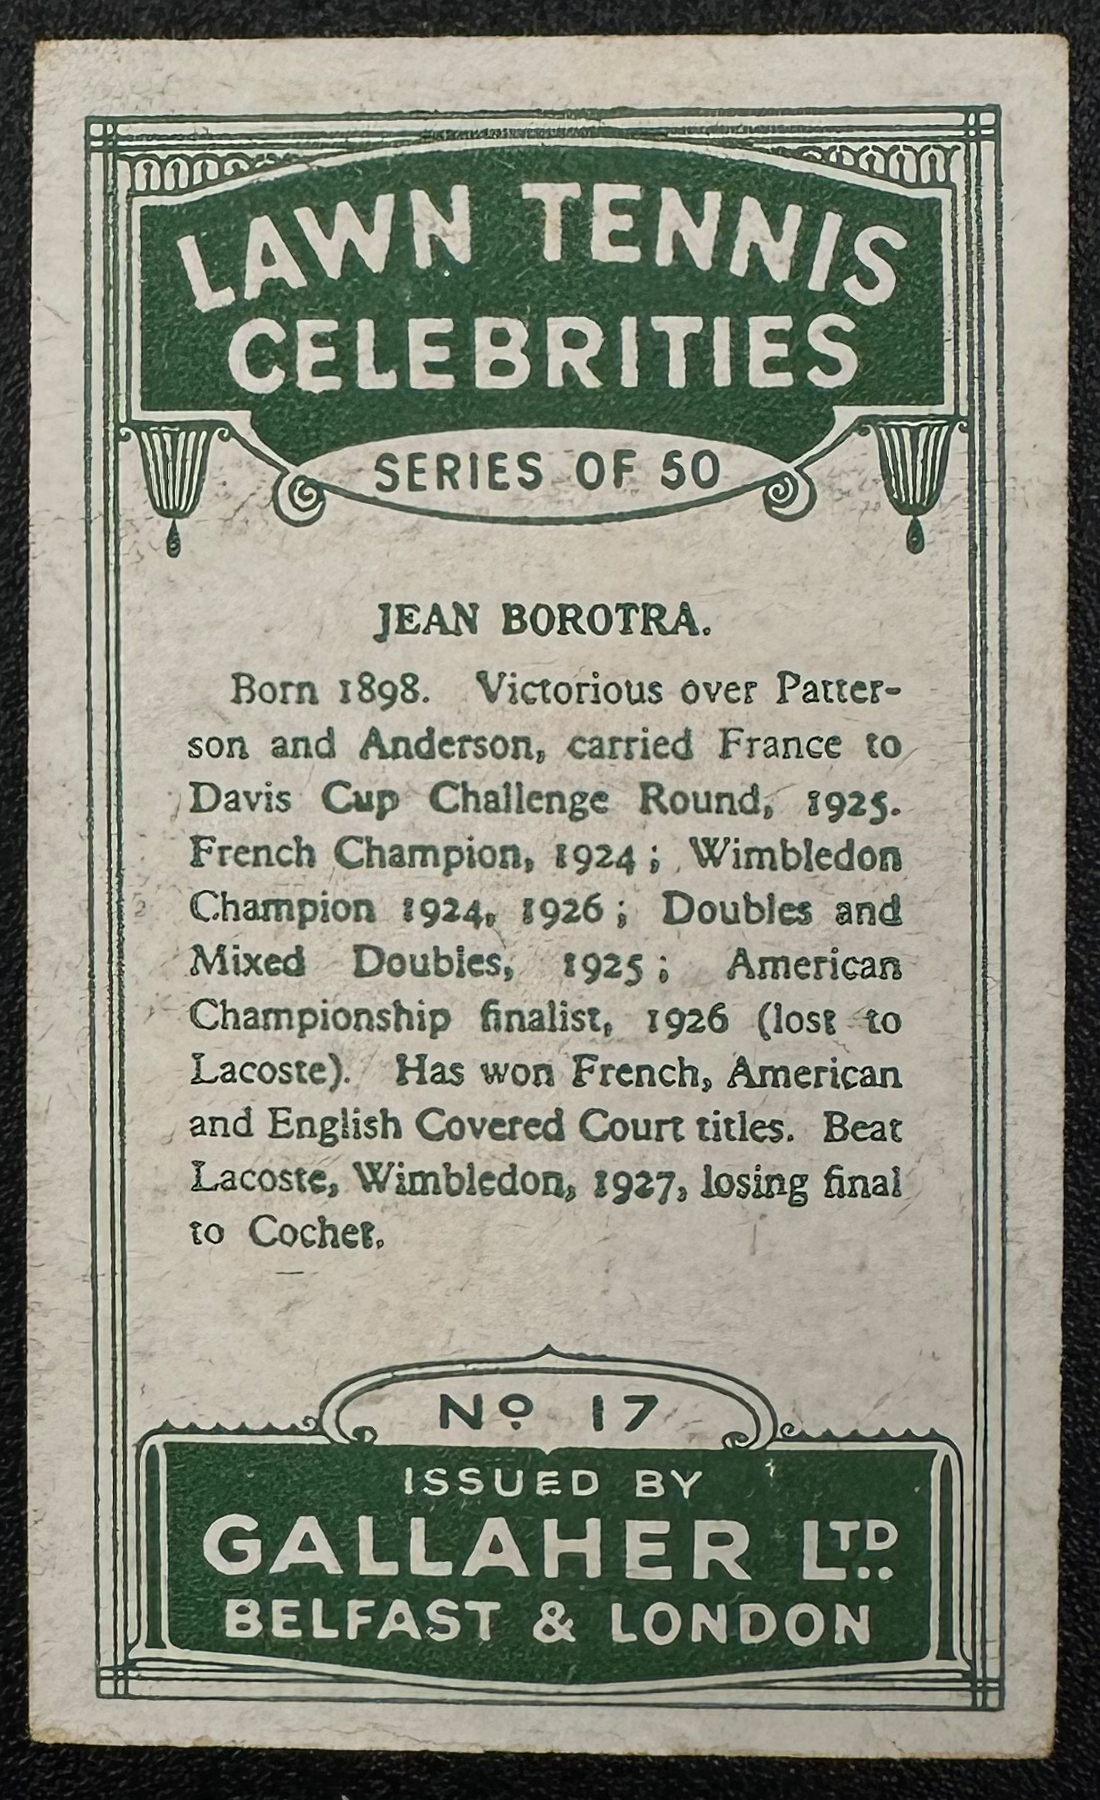 LAWN TENNIS
CELEBRITIES
SERIES OF 50
JEAN BOROTRA.
Born 1898. Victorious over Patter-
son and Anderson, carried France to
Davis Cup Challenge Round, 1925.
French Champion, 1924; Wimbledon
Champion 1924, 1926; Doubles and
Mixed Doubles, 1925; American
Championship finalist, 1926 (lost to
Lacoste). Has won French, American
and English Covered Court titles. Beat
Lacoste, Wimbledon, 1927, losing final
to Cochet.
Nº 17
ISSUED BY
GALLAHER LTD.
BELFAST & LONDON